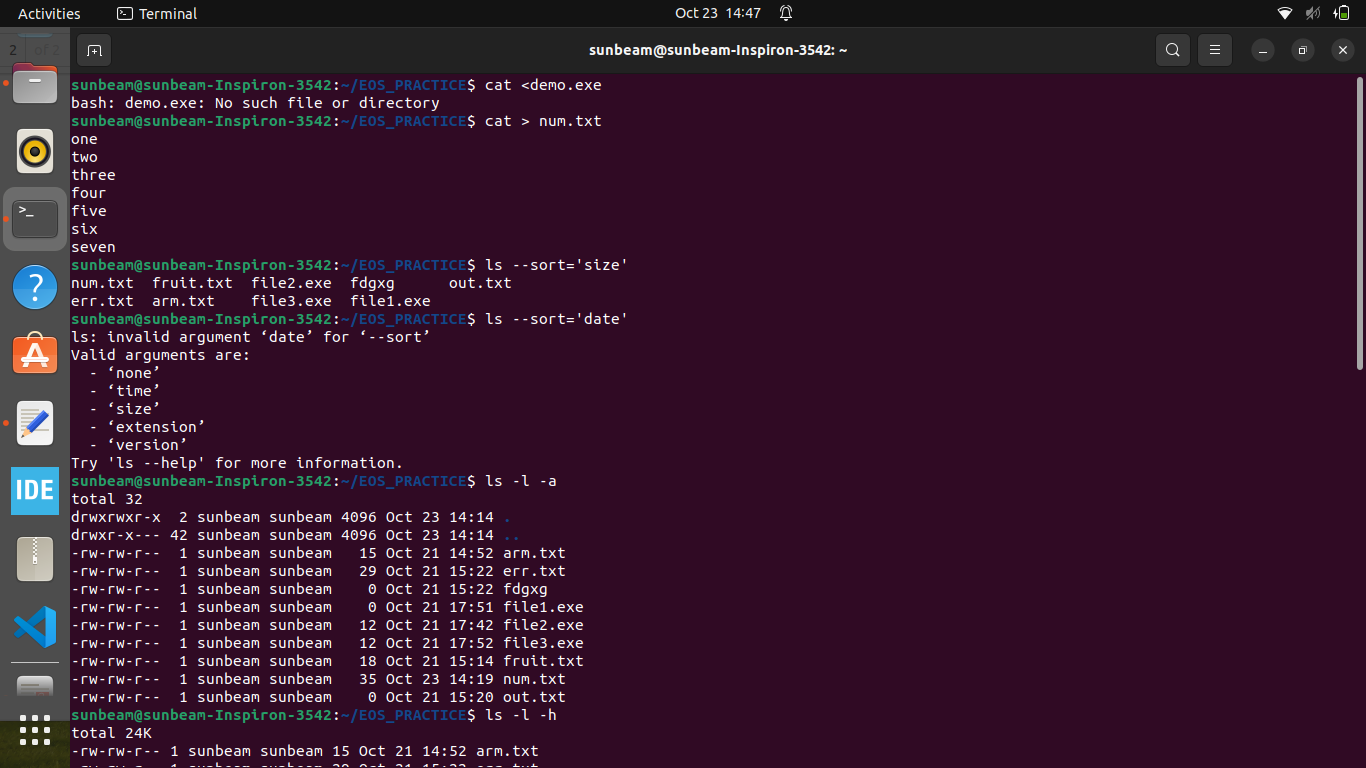 Activities Terminal Oct 23 14:47
2 of 2
sunbeam@sunbeam-Inspiron-3542: ~
sunbeam@sunbeam-Inspiron-3542:~/EOS_PRACTICE$ cat <demo.exe
bash: demo.exe: No such file or directory
sunbeam@sunbeam-Inspiron-3542:~/EOS_PRACTICE$ cat > num.txt
one
two
three
four
five
six
seven
sunbeam@sunbeam-Inspiron-3542:~/EOS_PRACTICE$ ls --sort='size'
num.txt  fruit.txt  file2.exe  fdgxg      out.txt
err.txt  arm.txt    file3.exe  file1.exe
sunbeam@sunbeam-Inspiron-3542:~/EOS_PRACTICE$ ls --sort='date'
ls: invalid argument ‘date’ for ‘--sort’
Valid arguments are:
  - ‘none’
  - ‘time’
  - ‘size’
  - ‘extension’
  - ‘version’
Try 'ls --help' for more information.
sunbeam@sunbeam-Inspiron-3542:~/EOS_PRACTICE$ ls -l -a
total 32
drwxrwxr-x  2 sunbeam sunbeam 4096 Oct 23 14:14 .
drwxr-x--- 42 sunbeam sunbeam 4096 Oct 23 14:14 ..
-rw-rw-r--  1 sunbeam sunbeam   15 Oct 21 14:52 arm.txt
-rw-rw-r--  1 sunbeam sunbeam   29 Oct 21 15:22 err.txt
-rw-rw-r--  1 sunbeam sunbeam    0 Oct 21 15:22 fdgxg
-rw-rw-r--  1 sunbeam sunbeam    0 Oct 21 17:51 file1.exe
-rw-rw-r--  1 sunbeam sunbeam   12 Oct 21 17:42 file2.exe
-rw-rw-r--  1 sunbeam sunbeam   12 Oct 21 17:52 file3.exe
-rw-rw-r--  1 sunbeam sunbeam   18 Oct 21 15:14 fruit.txt
-rw-rw-r--  1 sunbeam sunbeam   35 Oct 23 14:19 num.txt
-rw-rw-r--  1 sunbeam sunbeam    0 Oct 21 15:20 out.txt
sunbeam@sunbeam-Inspiron-3542:~/EOS_PRACTICE$ ls -l -h
total 24K
-rw-rw-r-- 1 sunbeam sunbeam 15 Oct 21 14:52 arm.txt
IDE